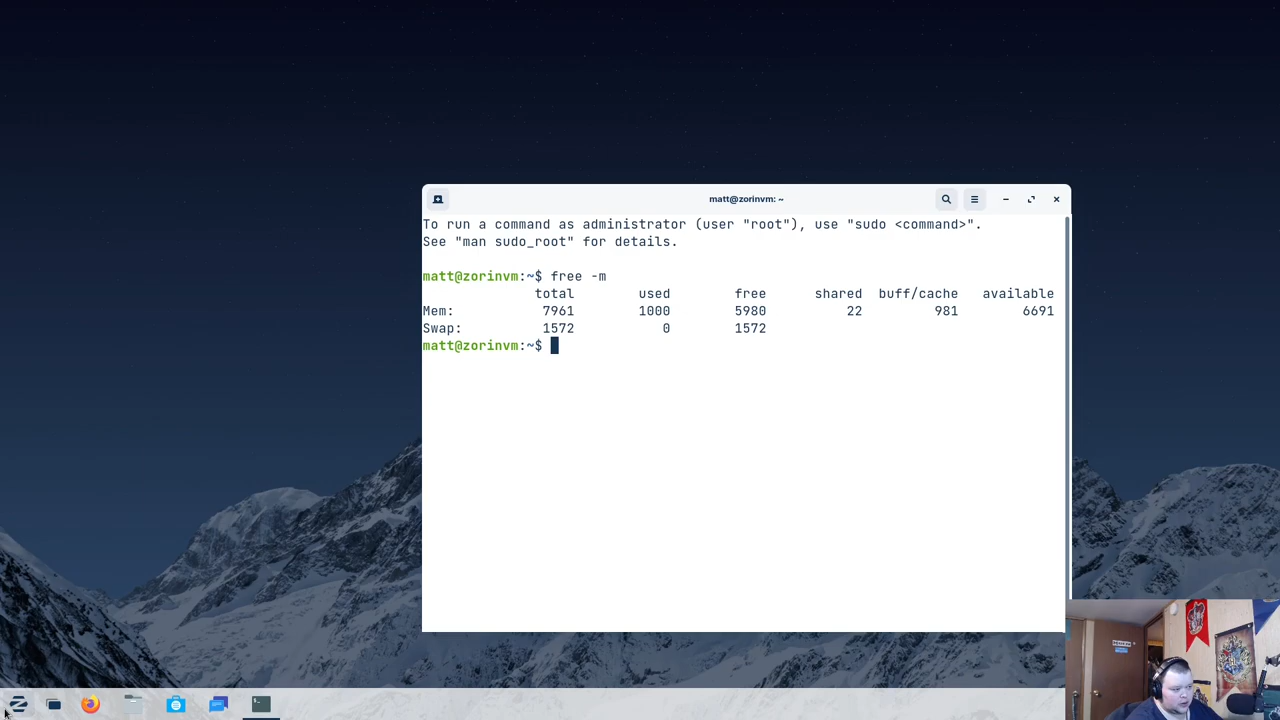 matt@zorinvm: ~
To run a command as administrator (user "root"), use "sudo <command>".
See "man sudo_root" for details.
matt@zorinvm:~$ free -m
total used free shared buff/cache available
Mem: 7961 1000 5980 22 981 6691
Swap: 1572 0 1572
matt@zorinvm:~$